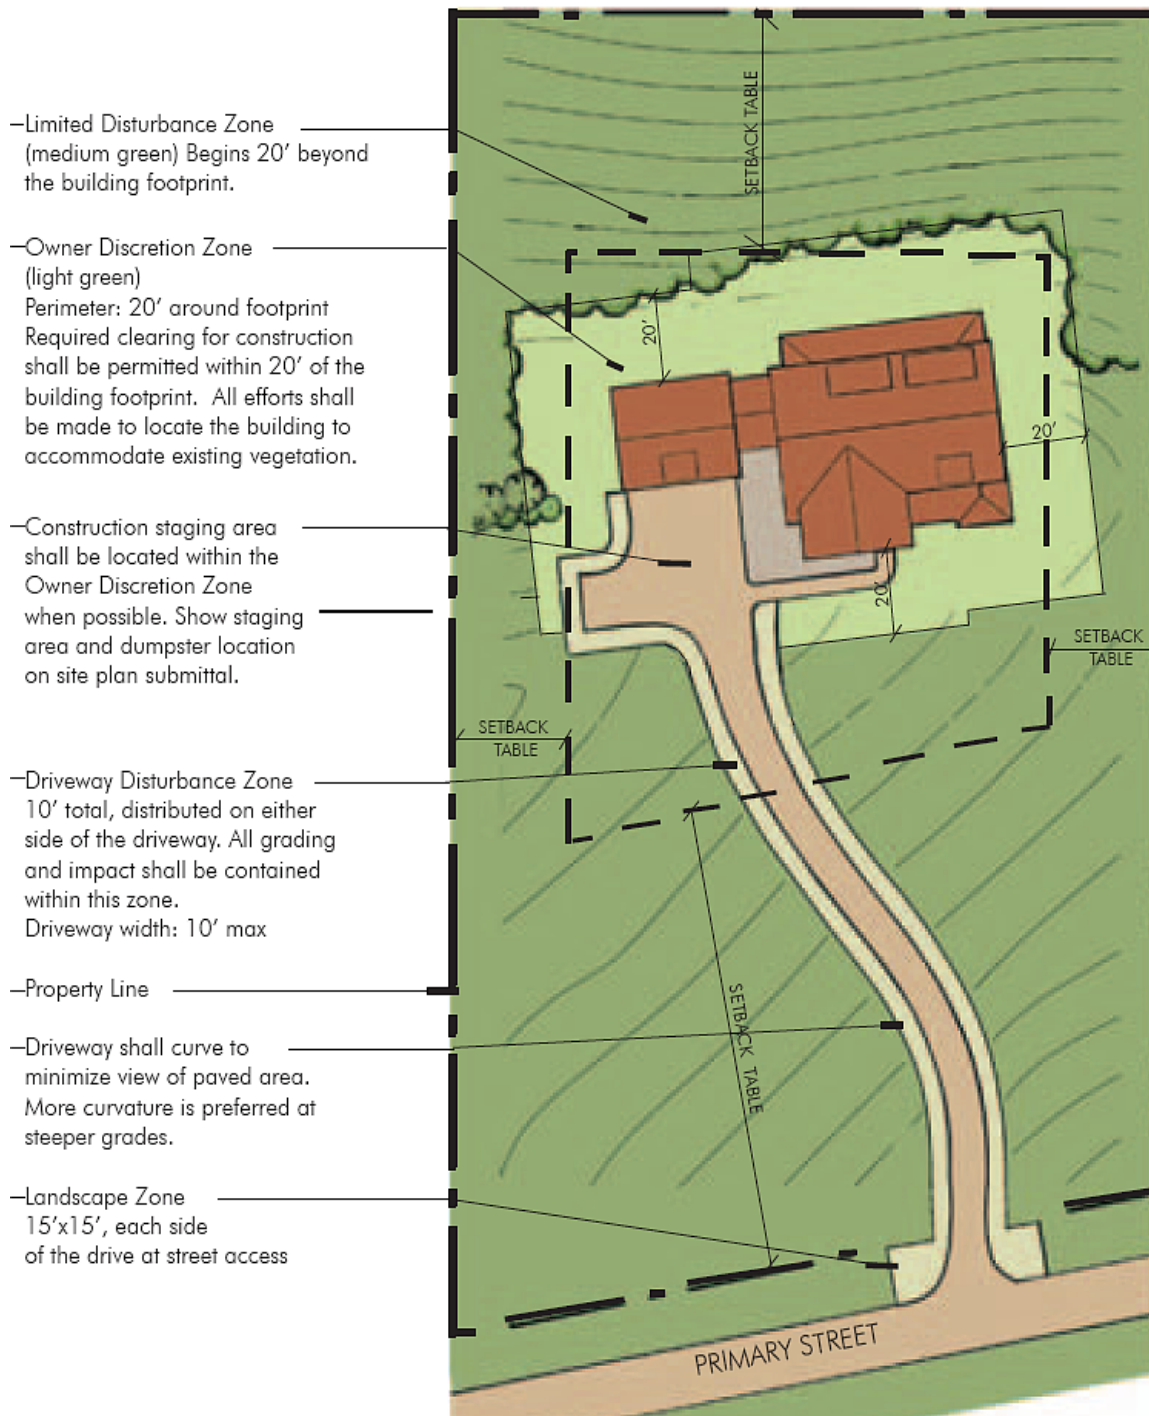 Limited Disturbance Zone
(medium green) Begins 20’ beyond
the building footprint.
Owner Discretion Zone
(light green)
Perimeter: 20’ around footprint
Required clearing for construction
shall be permitted within 20’ of the
building footprint. All efforts shall
be made to locate the building to
accommodate existing vegetation.
Construction staging area
shall be located within the
Owner Discretion Zone
when possible. Show staging
area and dumpster location
on site plan submittal.
Driveway Disturbance Zone
10’ total, distributed on either
side of the driveway. All grading
and impact shall be contained
within this zone.
Driveway width: 10’ max
Property Line
Driveway shall curve to
minimize view of paved area.
More curvature is preferred at
steeper grades.
Landscape Zone
15’x15’, each side
of the drive at street access
SETBACK TABLE
20’
20’
20’
SETBACK
TABLE
SETBACK
TABLE
SETBACK TABLE
PRIMARY STREET